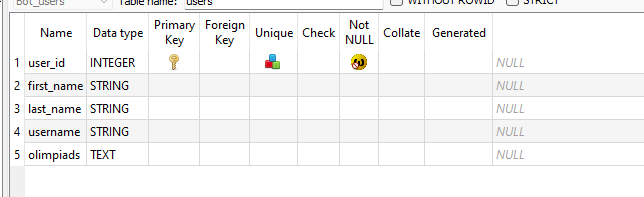 Bot_users Table name: users WITHOUT ROWID STRICT
Name Data type Primary Key Foreign Key Unique Check Not NULL Collate Generated
1 user_id INTEGER NULL
2 first_name STRING NULL
3 last_name STRING NULL
4 username STRING NULL
5 olimpiads TEXT NULL